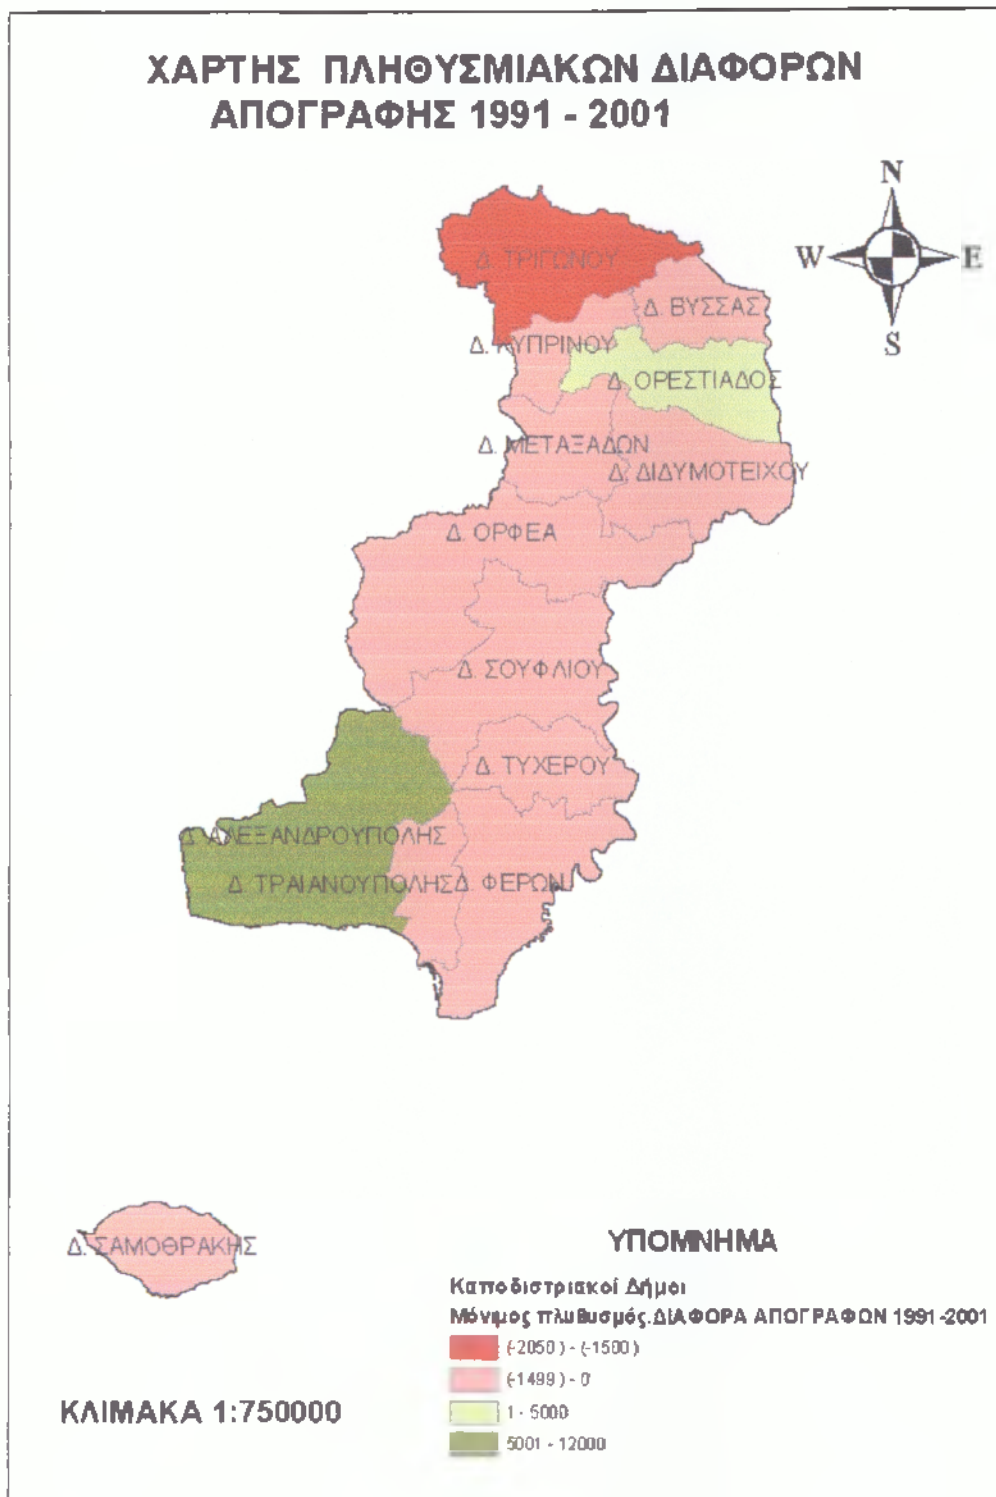 ΧΑΡΤΗΣ ΠΛΗΘΥΣΜΙΑΚΩΝ ΔΙΑΦΟΡΩΝ
ΑΠΟΓΡΑΦΗΣ 1991 - 2001
N
W E
S
Δ. ΤΡΙΓΩΝΟΥ
Δ. ΒΥΣΣΑΣ
Δ. ΚΥΠΡΙΝΟΥ
Δ. ΟΡΕΣΤΙΑΔΟΣ
Δ. ΜΕΤΑΞΑΔΩΝ
Δ. ΔΙΔΥΜΟΤΕΙΧΟΥ
Δ. ΟΡΦΕΑ
Δ. ΣΟΥΦΛΙΟΥ
Δ. ΤΥΧΕΡΟΥ
Δ. ΑΛΕΞΑΝΔΡΟΥΠΟΛΗΣ
Δ. ΤΡΑΙΑΝΟΥΠΟΛΗΣ Δ. ΦΕΡΩΝ
Δ. ΣΑΜΟΘΡΑΚΗΣ
ΥΠΟΜΝΗΜΑ
Καποδιστριακοί Δήμοι
Μόνιμος πλυθυσμός.ΔΙΑΦΟΡΑ ΑΠΟΓΡΑΦΩΝ 1991-2001
(-2050 ) - (-1500 )
(-1499 ) - 0
1 - 5000
5001 - 12000
ΚΛΙΜΑΚΑ 1:750000